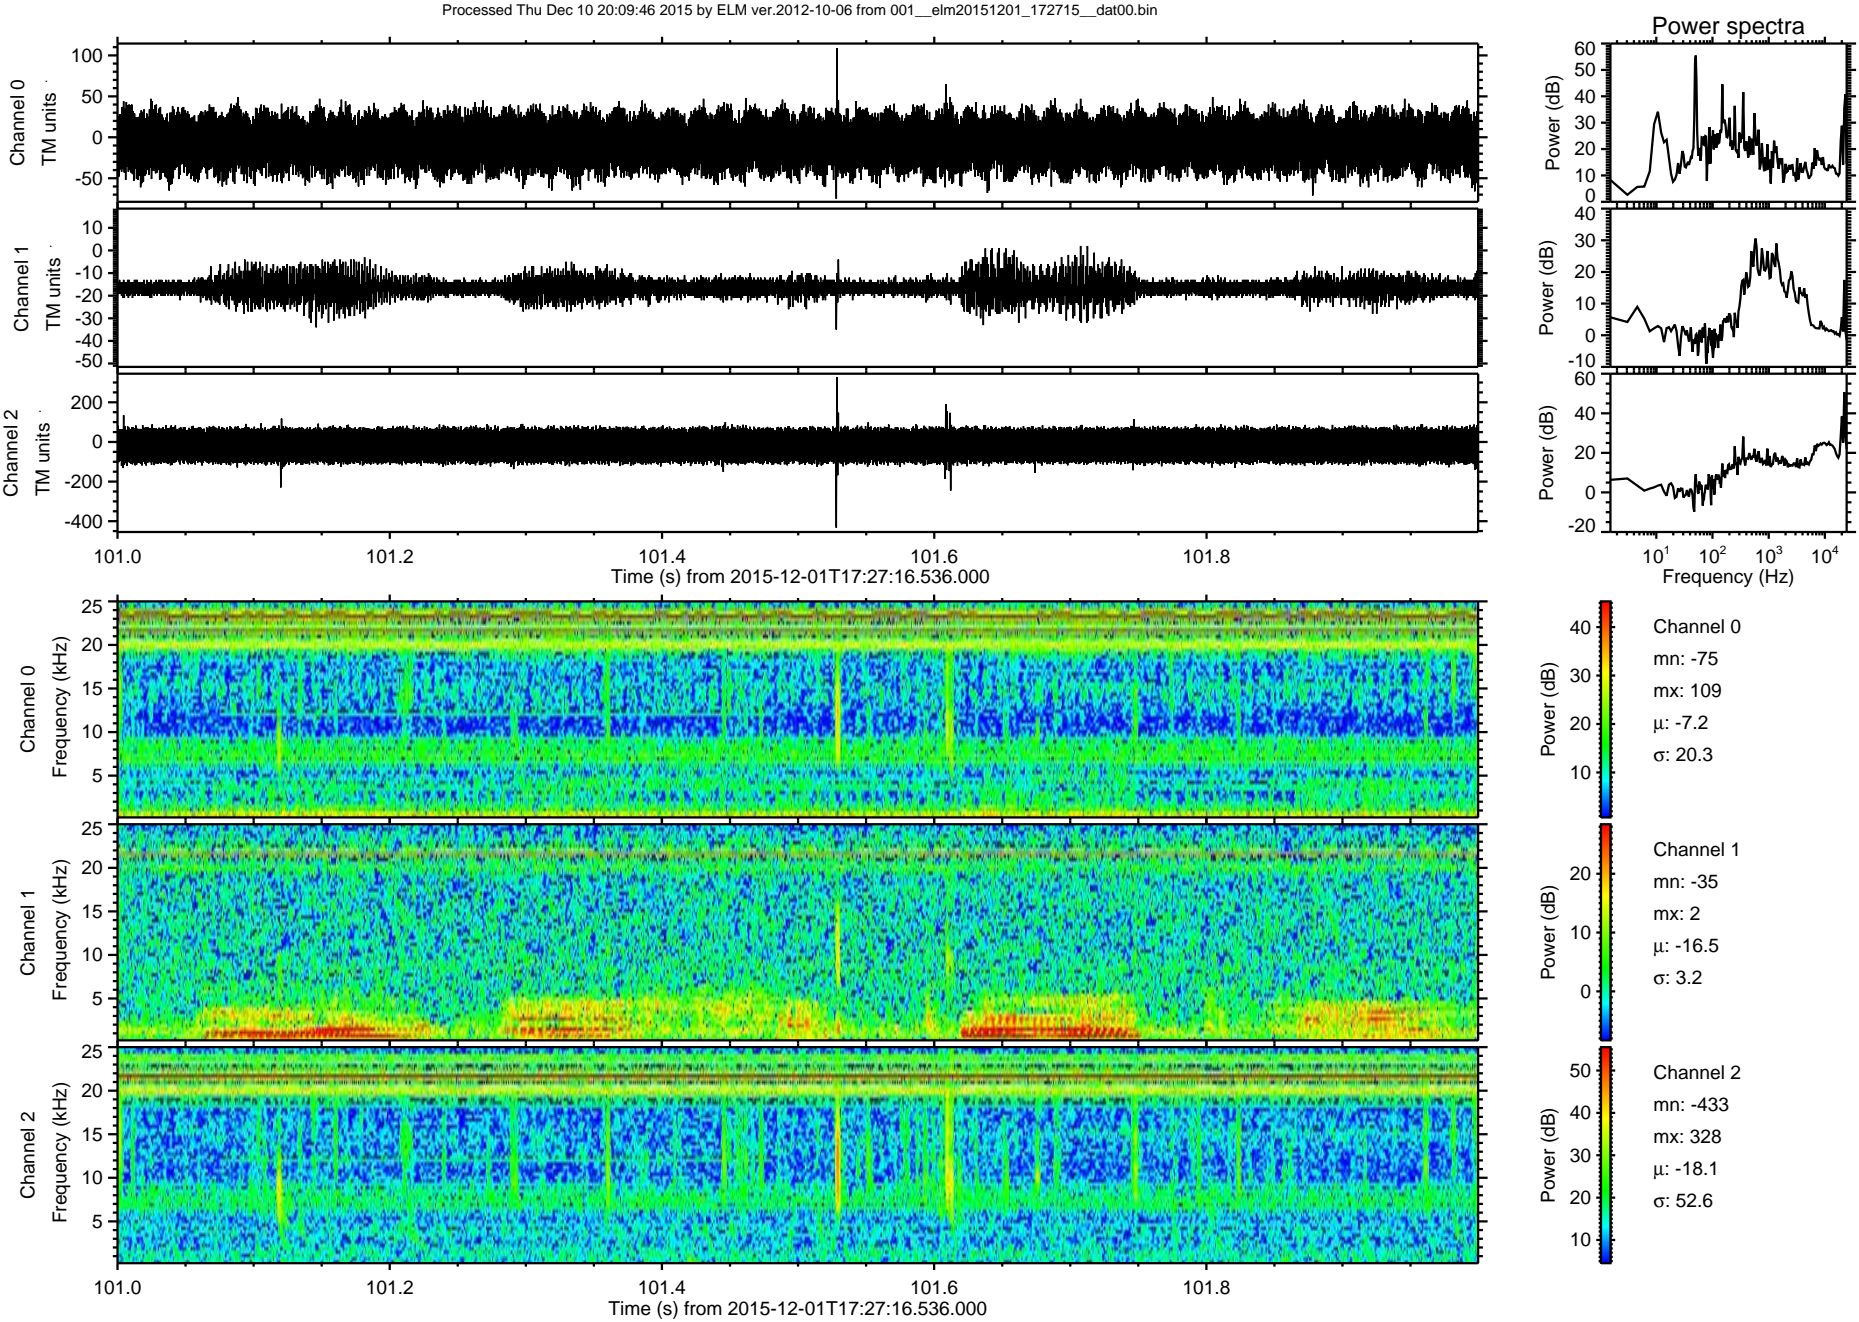 Processed Thu Dec 10 20:09:46 2015 by ELM ver.2012-10-06 from 001__elm20151201_172715__dat00.bin
Power spectra
Channel 0
TM units
100
50
0
-50
Power (dB)
60
50
40
30
20
10
0
Channel 1
TM units
10
0
-10
-20
-30
-40
-50
Power (dB)
40
30
20
10
0
-10
Channel 2
TM units
200
0
-200
-400
Power (dB)
60
40
20
0
-20
101.0 101.2 101.4 101.6 101.8
Time (s) from 2015-12-01T17:27:16.536.000
10¹ 10² 10³ 10⁴
Frequency (Hz)
Channel 0
Frequency (kHz)
25
20
15
10
5
Power (dB)
40
30
20
10
Channel 0
mn: -75
mx: 109
μ: -7.2
σ: 20.3
Channel 1
Frequency (kHz)
25
20
15
10
5
Power (dB)
20
10
0
Channel 1
mn: -35
mx: 2
μ: -16.5
σ: 3.2
Channel 2
Frequency (kHz)
25
20
15
10
5
Power (dB)
50
40
30
20
10
Channel 2
mn: -433
mx: 328
μ: -18.1
σ: 52.6
101.0 101.2 101.4 101.6 101.8
Time (s) from 2015-12-01T17:27:16.536.000